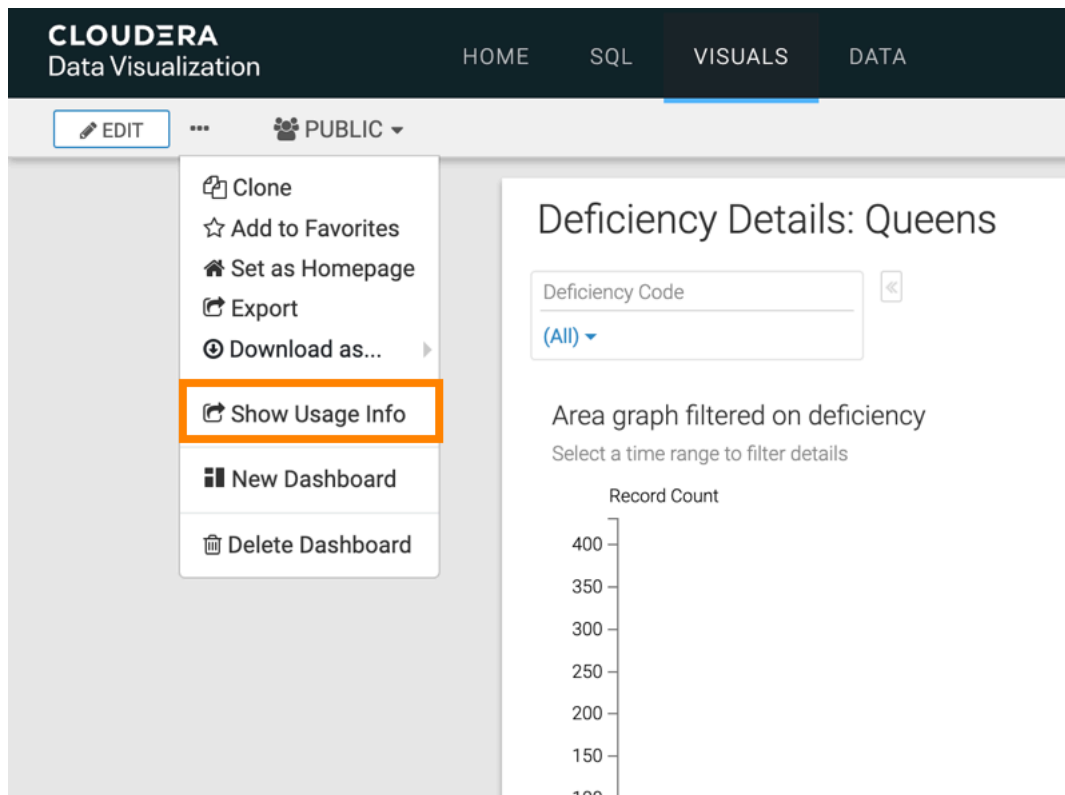 CLOUDERA
Data Visualization
HOME SQL VISUALS DATA
EDIT ••• PUBLIC
Clone
Add to Favorites
Set as Homepage
Export
Download as...
Show Usage Info
New Dashboard
Delete Dashboard
Deficiency Details: Queens
Deficiency Code
(All)
Area graph filtered on deficiency
Select a time range to filter details
Record Count
400
350
300
250
200
150